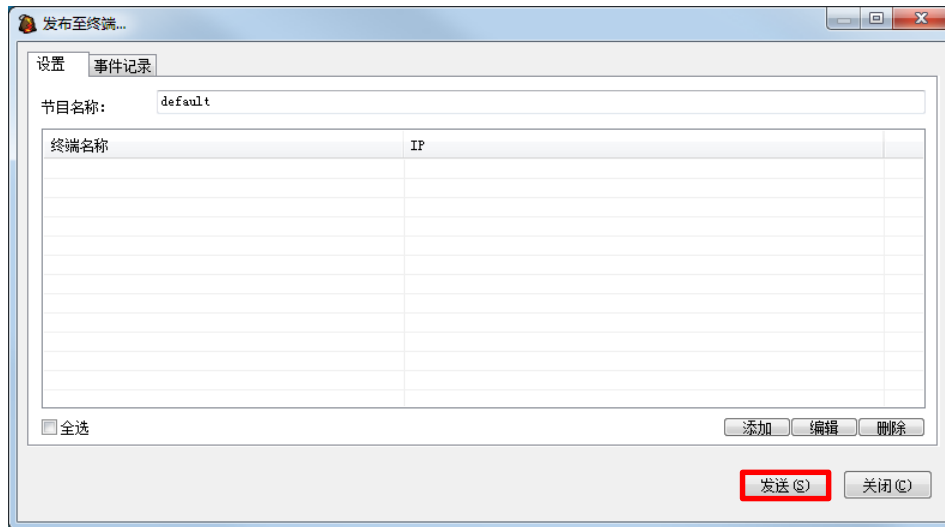 发布至终端...
设置 事件记录
节目名称: default
终端名称 IP
全选 添加 编辑 删除
发送(S) 关闭(C)